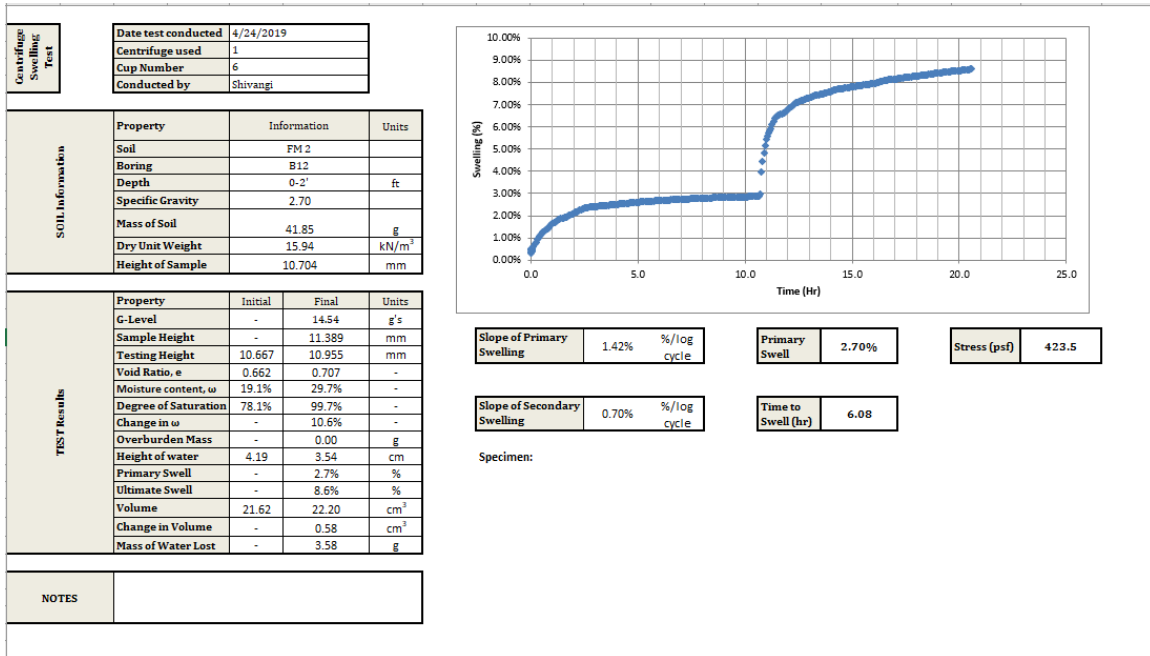 Centrifuge
Swelling
Test
Date test conducted 4/24/2019
Centrifuge used 1
Cup Number 6
Conducted by Shivangi
SOIL Information
Property Information Units
Soil FM 2
Boring B12
Depth 0-2' ft
Specific Gravity 2.70
Mass of Soil 41.85 g
Dry Unit Weight 15.94 kN/m³
Height of Sample 10.704 mm
TEST Results
Property Initial Final Units
G-Level - 14.54 g's
Sample Height - 11.389 mm
Testing Height 10.667 10.955 mm
Void Ratio, e 0.662 0.707 -
Moisture content, ω 19.1% 29.7% -
Degree of Saturation 78.1% 99.7% -
Change in ω - 10.6% -
Overburden Mass - 0.00 g
Height of water 4.19 3.54 cm
Primary Swell - 2.7% %
Ultimate Swell - 8.6% %
Volume 21.62 22.20 cm³
Change in Volume - 0.58 cm³
Mass of Water Lost - 3.58 g
NOTES
Swelling (%)
10.00%
9.00%
8.00%
7.00%
6.00%
5.00%
4.00%
3.00%
2.00%
1.00%
0.00%
0.0 5.0 10.0 15.0 20.0 25.0
Time (Hr)
Slope of Primary
Swelling
1.42%
%/log
cycle
Primary
Swell
2.70%
Stress (psf) 423.5
Slope of Secondary
Swelling
0.70%
%/log
cycle
Time to
Swell (hr)
6.08
Specimen: